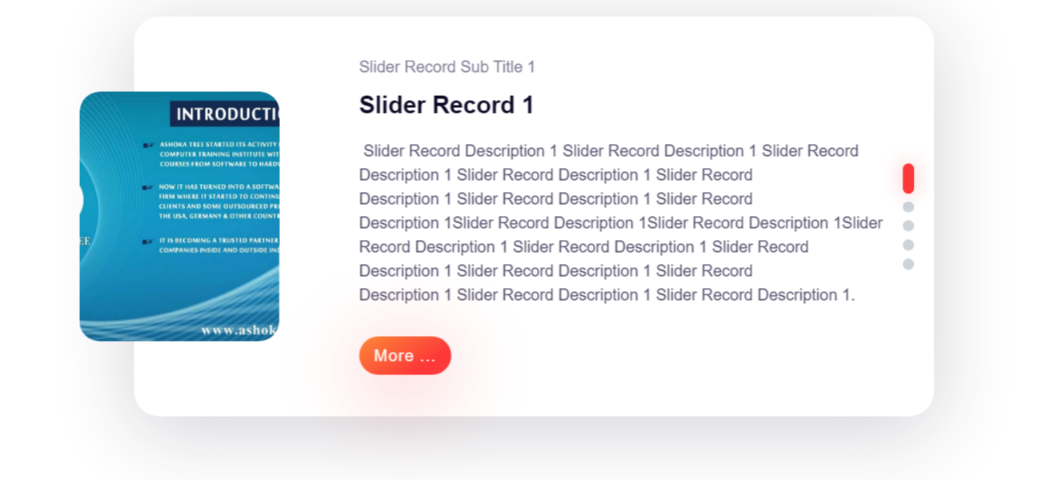 Slider Record Sub Title 1
Slider Record 1
Slider Record Description 1 Slider Record Description 1 Slider Record
Description 1 Slider Record Description 1 Slider Record
Description 1 Slider Record Description 1 Slider Record
Description 1Slider Record Description 1Slider Record Description 1Slider
Record Description 1 Slider Record Description 1 Slider Record
Description 1 Slider Record Description 1 Slider Record
Description 1 Slider Record Description 1 Slider Record Description 1.
More ...
INTRODUCTI
ASHOKA TREE STARTED ITS ACTIVITY
COMPUTER TRAINING INSTITUTE WIT
COURSES FROM SOFTWARE TO HARD
NOW IT HAS TURNED INTO A SOFTWA
FIRM WHERE IT STARTED TO CONTINU
CLIENTS AND SOME OUTSOURCED PR
THE USA, GERMANY & OTHER COUNTR
EE
IT IS BECOMING A TRUSTED PARTNER
COMPANIES INSIDE AND OUTSIDE IND
www.ashok